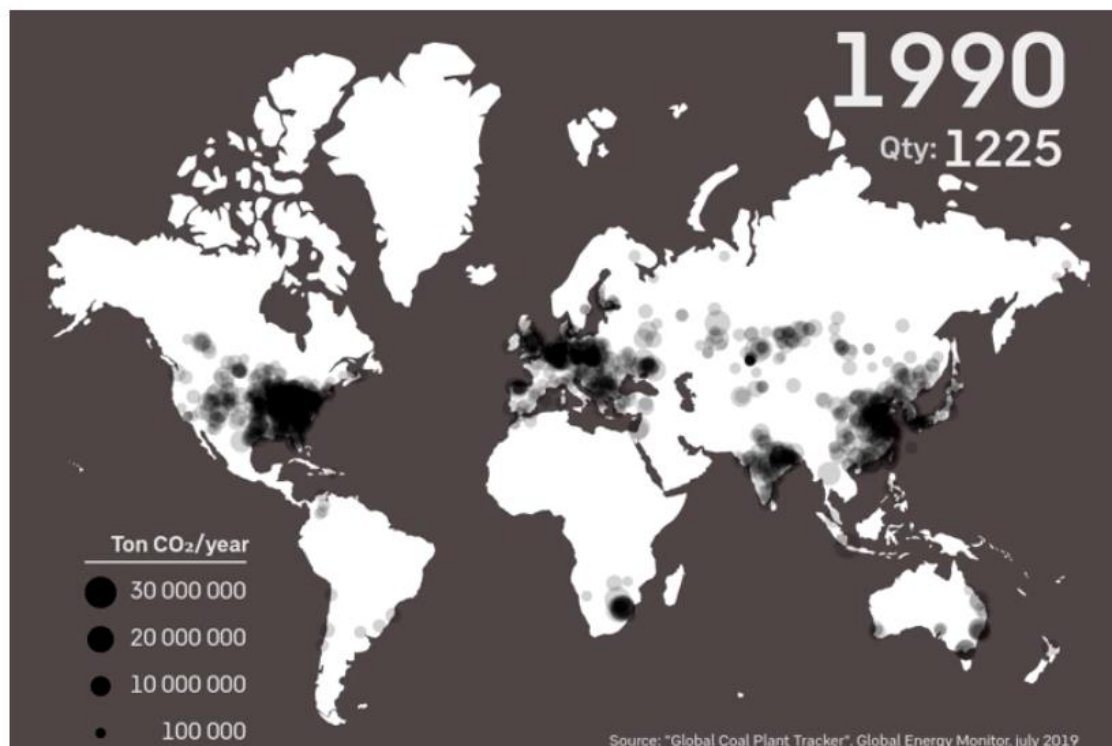 1990
Qty: 1225
Ton CO₂/year
30 000 000
20 000 000
10 000 000
100 000
Source: "Global Coal Plant Tracker", Global Energy Monitor, july 2019